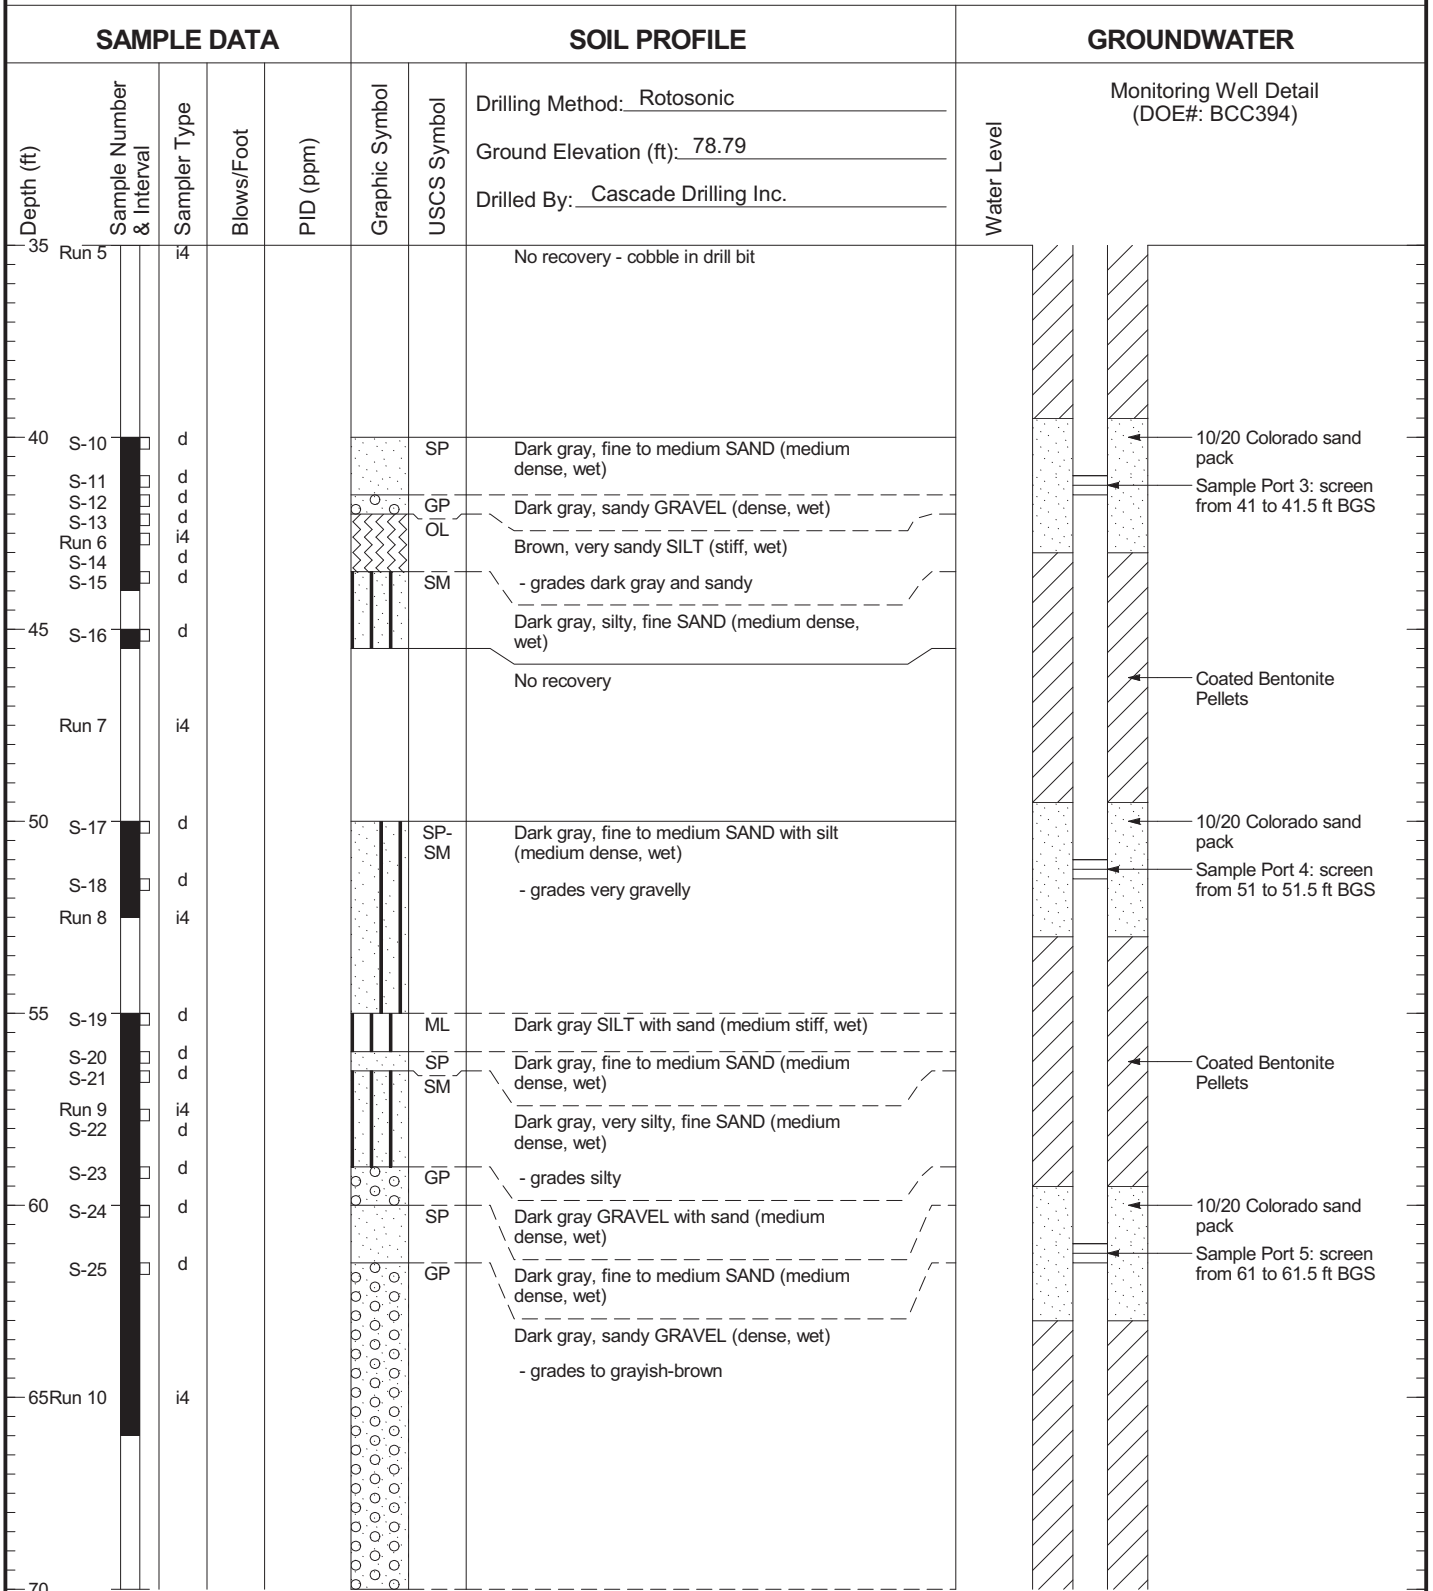 SAMPLE DATA
SOIL PROFILE
GROUNDWATER
Depth (ft)
Sample Number
& Interval
Sampler Type
Blows/Foot
PID (ppm)
Graphic Symbol
USCS Symbol
Drilling Method: Rotosonic
Ground Elevation (ft): 78.79
Drilled By: Cascade Drilling Inc.
Water Level
Monitoring Well Detail
(DOE#: BCC394)
35 Run 5 i4 No recovery - cobble in drill bit
40 S-10 d SP Dark gray, fine to medium SAND (medium
dense, wet)
10/20 Colorado sand
pack
S-11 d
S-12 d
Sample Port 3: screen
from 41 to 41.5 ft BGS
GP Dark gray, sandy GRAVEL (dense, wet)
S-13 d
OL Brown, very sandy SILT (stiff, wet)
Run 6 i4
S-14 d
S-15 d
- grades dark gray and sandy
SM Dark gray, silty, fine SAND (medium dense,
wet)
45 S-16 d
No recovery
Coated Bentonite
Pellets
Run 7 i4
50 S-17 d SP-
SM
Dark gray, fine to medium SAND with silt
(medium dense, wet)
10/20 Colorado sand
pack
S-18 d - grades very gravelly
Sample Port 4: screen
from 51 to 51.5 ft BGS
Run 8 i4
55 S-19 d ML Dark gray SILT with sand (medium stiff, wet)
S-20 d SP Dark gray, fine to medium SAND (medium
dense, wet)
Coated Bentonite
Pellets
S-21 d
SM Dark gray, very silty, fine SAND (medium
dense, wet)
Run 9 i4
S-22 d
S-23 d - grades silty
GP Dark gray GRAVEL with sand (medium
dense, wet)
60 S-24 d
10/20 Colorado sand
pack
SP Dark gray, fine to medium SAND (medium
dense, wet)
Sample Port 5: screen
from 61 to 61.5 ft BGS
S-25 d
GP Dark gray, sandy GRAVEL (dense, wet)
- grades to grayish-brown
65 Run 10 i4
70